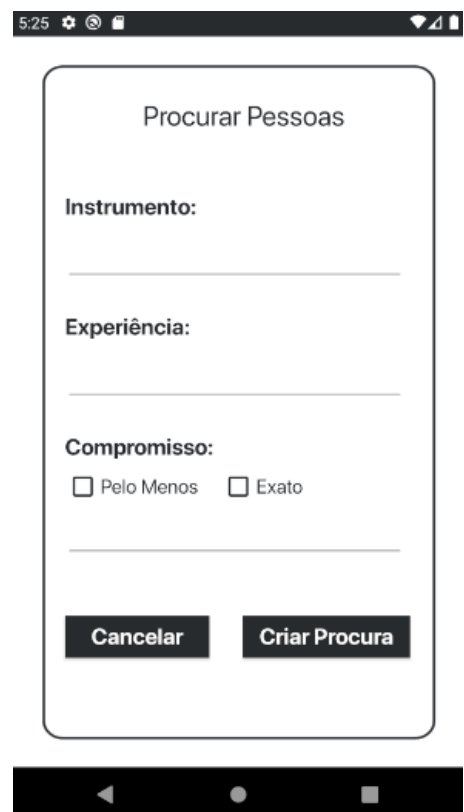 5:25
Procurar Pessoas
Instrumento:
Experiência:
Compromisso:
Pelo Menos Exato
Cancelar Criar Procura